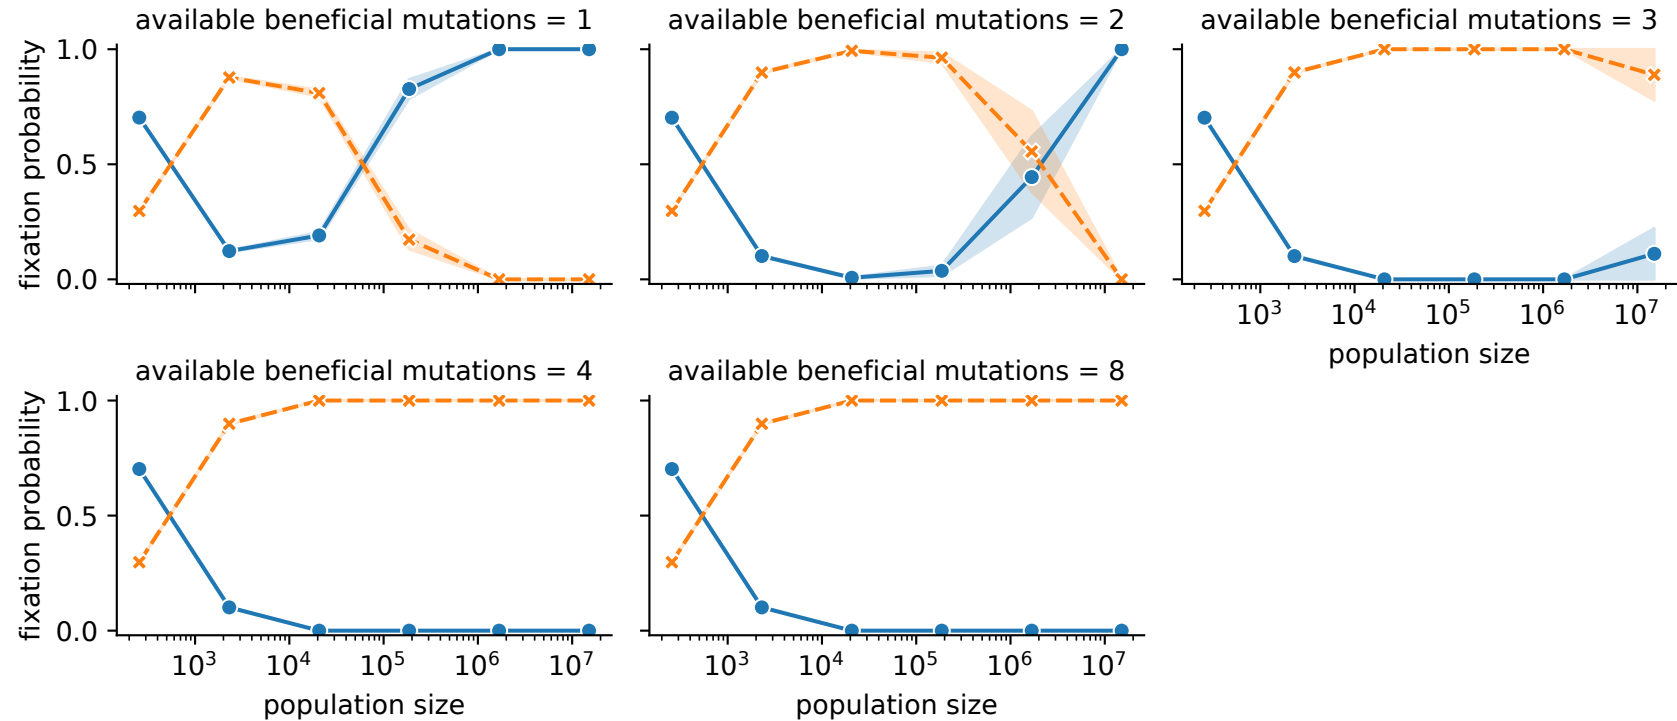 available beneficial mutations = 1
available beneficial mutations = 2
available beneficial mutations = 3
fixation probability
1.0
0.5
0.0
10³ 10⁴ 10⁵ 10⁶ 10⁷
population size
available beneficial mutations = 4
available beneficial mutations = 8
fixation probability
1.0
0.5
0.0
10³ 10⁴ 10⁵ 10⁶ 10⁷
population size
10³ 10⁴ 10⁵ 10⁶ 10⁷
population size